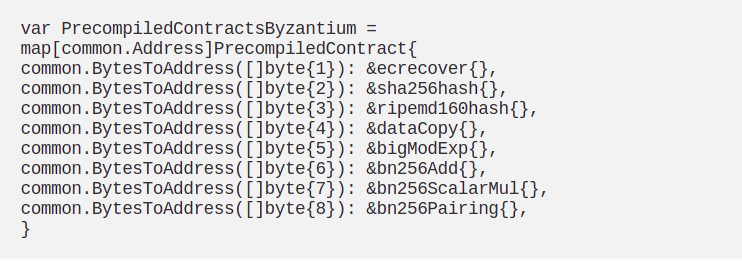 var PrecompiledContractsByzantium =
map[common.Address]PrecompiledContract{
common.BytesToAddress([]byte{1}): &ecrecover{},
common.BytesToAddress([]byte{2}): &sha256hash{},
common.BytesToAddress([]byte{3}): &ripemd160hash{},
common.BytesToAddress([]byte{4}): &dataCopy{},
common.BytesToAddress([]byte{5}): &bigModExp{},
common.BytesToAddress([]byte{6}): &bn256Add{},
common.BytesToAddress([]byte{7}): &bn256ScalarMul{},
common.BytesToAddress([]byte{8}): &bn256Pairing{},
}